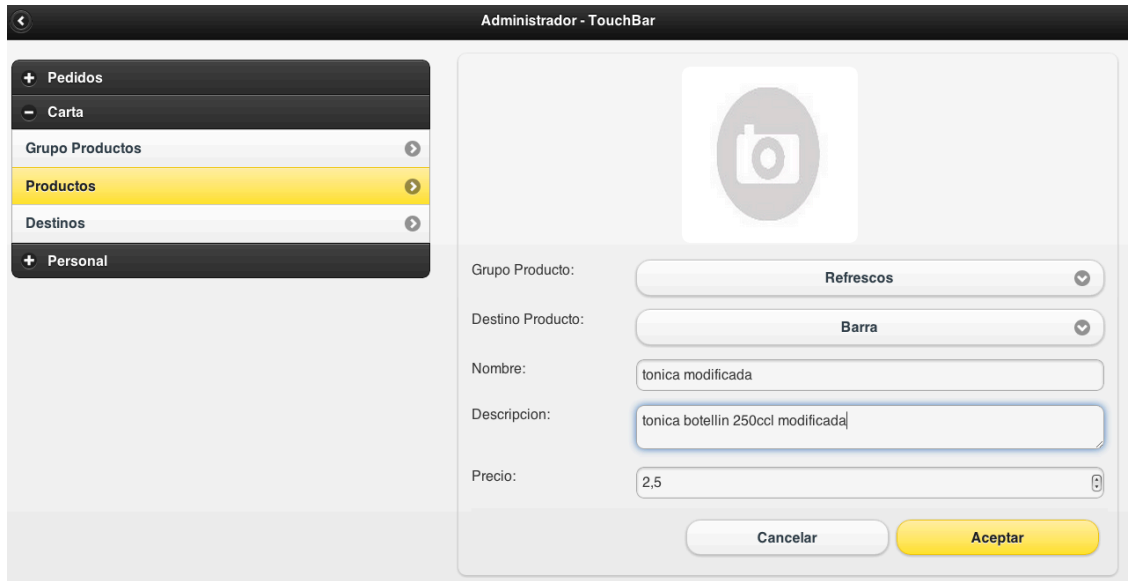 Administrador - TouchBar
Pedidos
Carta
Grupo Productos
Productos
Destinos
Personal
Grupo Producto:
Refrescos
Destino Producto:
Barra
Nombre:
tonica modificada
Descripcion:
tonica botellin 250ccl modificada
Precio:
2,5
Cancelar
Aceptar